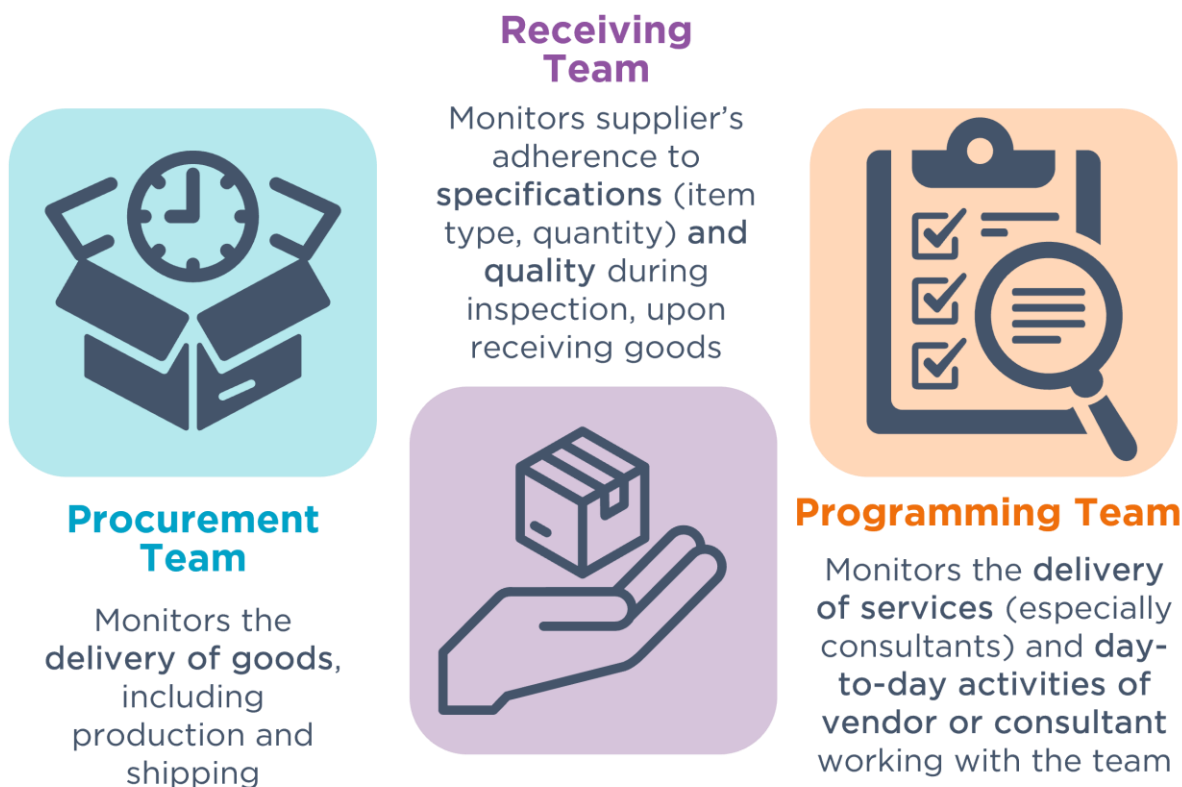 Receiving
Team
Monitors supplier’s
adherence to
specifications (item
type, quantity) and
quality during
inspection, upon
receiving goods
Procurement
Team
Monitors the
delivery of goods,
including
production and
shipping
Programming Team
Monitors the delivery
of services (especially
consultants) and day-
to-day activities of
vendor or consultant
working with the team